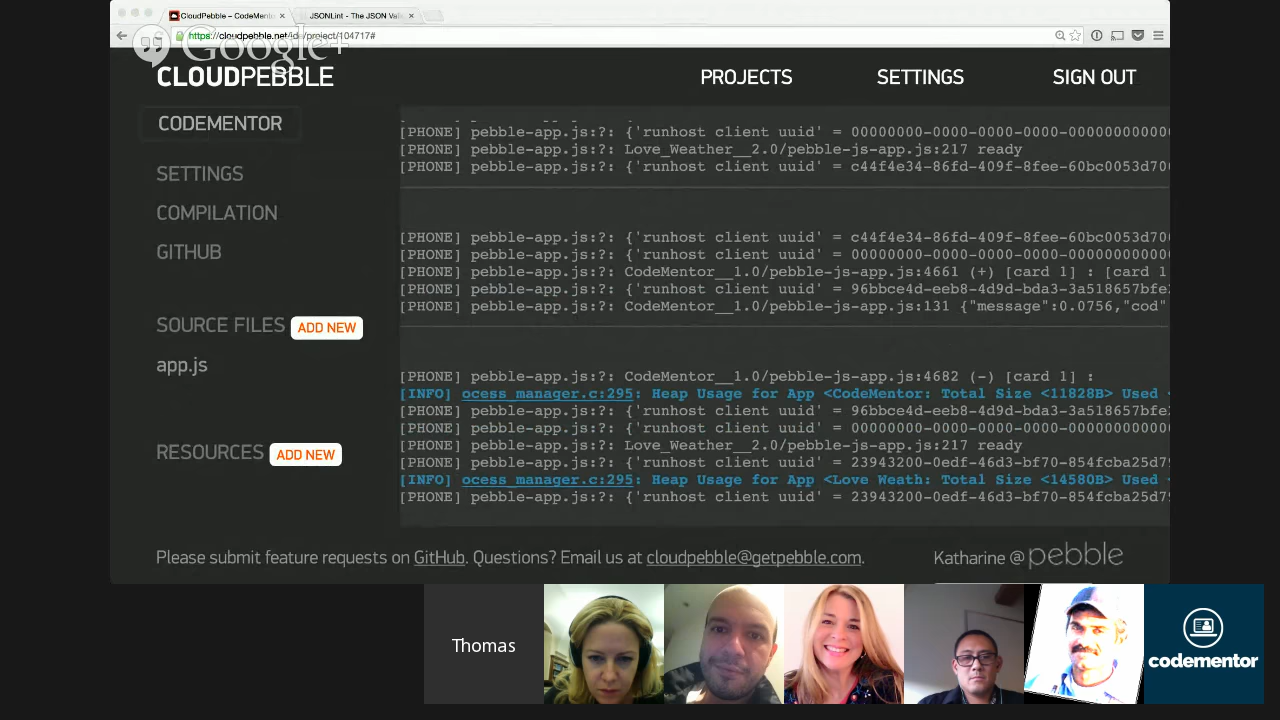 CloudPebble – CodeMento
JSONLint - The JSON Vali
https://cloudpebble.net/ide/project/104717#
Google+
CLOUDPEBBLE
PROJECTS
SETTINGS
SIGN OUT
CODEMENTOR
SETTINGS
COMPILATION
GITHUB
SOURCE FILES ADD NEW
app.js
RESOURCES ADD NEW
[PHONE] pebble-app.js:?: {'runhost client uuid' = 00000000-0000-0000-0000-000000000000
[PHONE] pebble-app.js:?: Love_Weather__2.0/pebble-js-app.js:217 ready
[PHONE] pebble-app.js:?: {'runhost client uuid' = c44f4e34-86fd-409f-8fee-60bc0053d70
[PHONE] pebble-app.js:?: {'runhost client uuid' = c44f4e34-86fd-409f-8fee-60bc0053d70
[PHONE] pebble-app.js:?: {'runhost client uuid' = 00000000-0000-0000-0000-000000000000
[PHONE] pebble-app.js:?: CodeMentor__1.0/pebble-js-app.js:4661 (+) [card 1] : [card 1
[PHONE] pebble-app.js:?: {'runhost client uuid' = 96bbce4d-eeb8-4d9d-bda3-3a518657bfe
[PHONE] pebble-app.js:?: CodeMentor__1.0/pebble-js-app.js:131 {"message":0.0756,"cod"
[PHONE] pebble-app.js:?: CodeMentor__1.0/pebble-js-app.js:4682 (-) [card 1] :
[INFO] ocess_manager.c:295: Heap Usage for App <CodeMentor: Total Size <11828B> Used <
[PHONE] pebble-app.js:?: {'runhost client uuid' = 96bbce4d-eeb8-4d9d-bda3-3a518657bfe
[PHONE] pebble-app.js:?: {'runhost client uuid' = 00000000-0000-0000-0000-000000000000
[PHONE] pebble-app.js:?: Love_Weather__2.0/pebble-js-app.js:217 ready
[PHONE] pebble-app.js:?: {'runhost client uuid' = 23943200-0edf-46d3-bf70-854fcba25d7
[INFO] ocess_manager.c:295: Heap Usage for App <Love Weath: Total Size <14580B> Used <
[PHONE] pebble-app.js:?: {'runhost client uuid' = 23943200-0edf-46d3-bf70-854fcba25d7
Please submit feature requests on GitHub. Questions? Email us at cloudpebble@getpebble.com.
Katharine @ pebble
Thomas
codementor